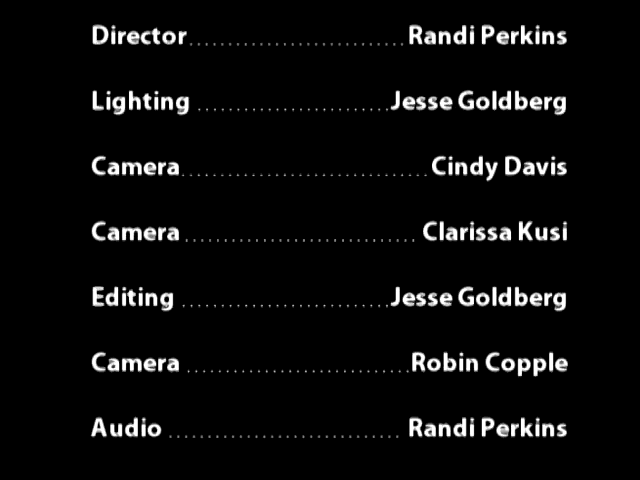 Director............................Randi Perkins
Lighting .........................Jesse Goldberg
Camera................................Cindy Davis
Camera .............................. Clarissa Kusi
Editing ...........................Jesse Goldberg
Camera .............................Robin Copple
Audio .............................. Randi Perkins